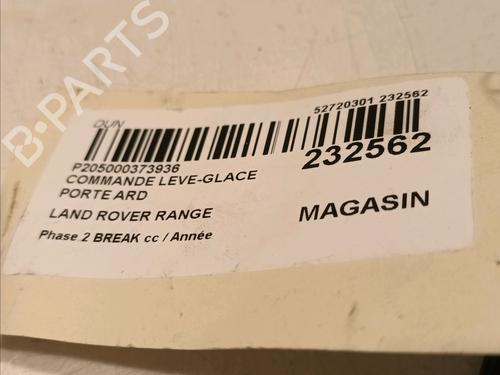 B-PARTS
DUN
52720301 232562
P205000373936
232562
COMMANDE LEVE-GLACE
PORTE ARD
LAND ROVER RANGE
MAGASIN
Phase 2 BREAK cc / Année